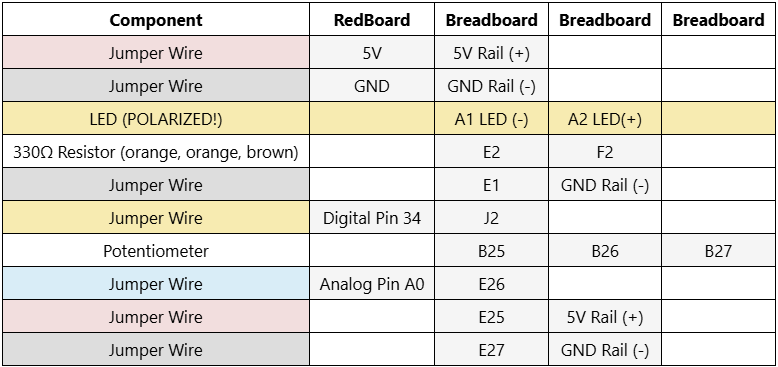 Component RedBoard Breadboard Breadboard Breadboard
Jumper Wire 5V 5V Rail (+)
Jumper Wire GND GND Rail (-)
LED (POLARIZED!) A1 LED (-) A2 LED(+)
330Ω Resistor (orange, orange, brown) E2 F2
Jumper Wire E1 GND Rail (-)
Jumper Wire Digital Pin 34 J2
Potentiometer B25 B26 B27
Jumper Wire Analog Pin A0 E26
Jumper Wire E25 5V Rail (+)
Jumper Wire E27 GND Rail (-)